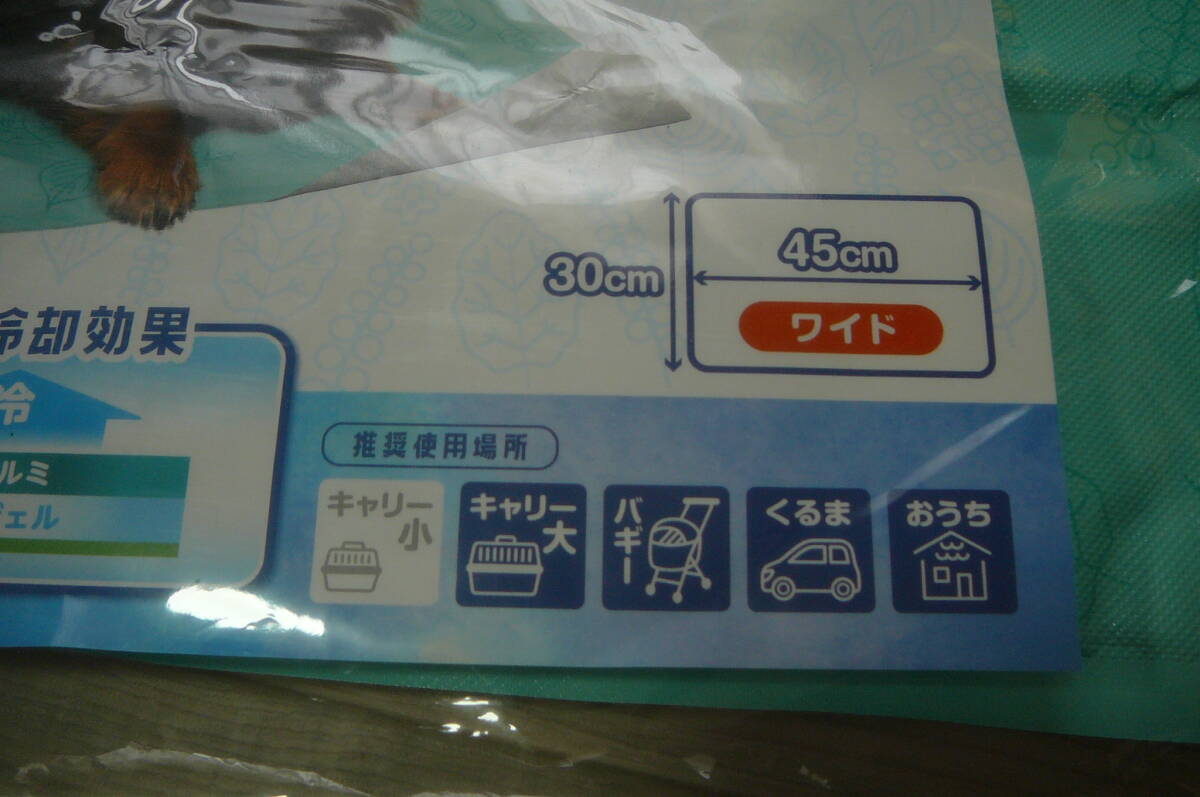 45cm
30cm
ワイド
冷却効果
冷
ルミ
ジェル
推奨使用場所
キャリー小
キャリー大
バギー
くるま
おうち